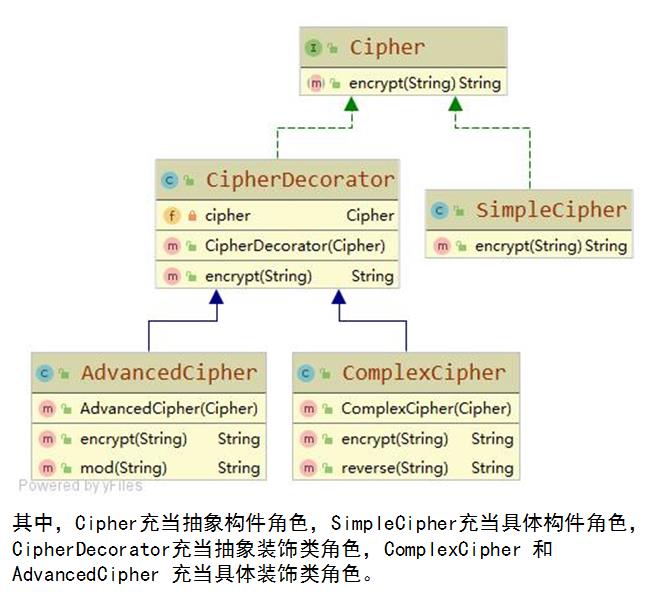 Cipher
encrypt(String) String
CipherDecorator
cipher Cipher
CipherDecorator(Cipher)
encrypt(String) String
SimpleCipher
encrypt(String) String
AdvancedCipher
AdvancedCipher(Cipher)
encrypt(String) String
mod(String) String
ComplexCipher
ComplexCipher(Cipher)
encrypt(String) String
reverse(String) String
Powered by yFiles
其中，Cipher充当抽象构件角色，SimpleCipher充当具体构件角色，
CipherDecorator充当抽象装饰类角色，ComplexCipher 和
AdvancedCipher 充当具体装饰类角色。